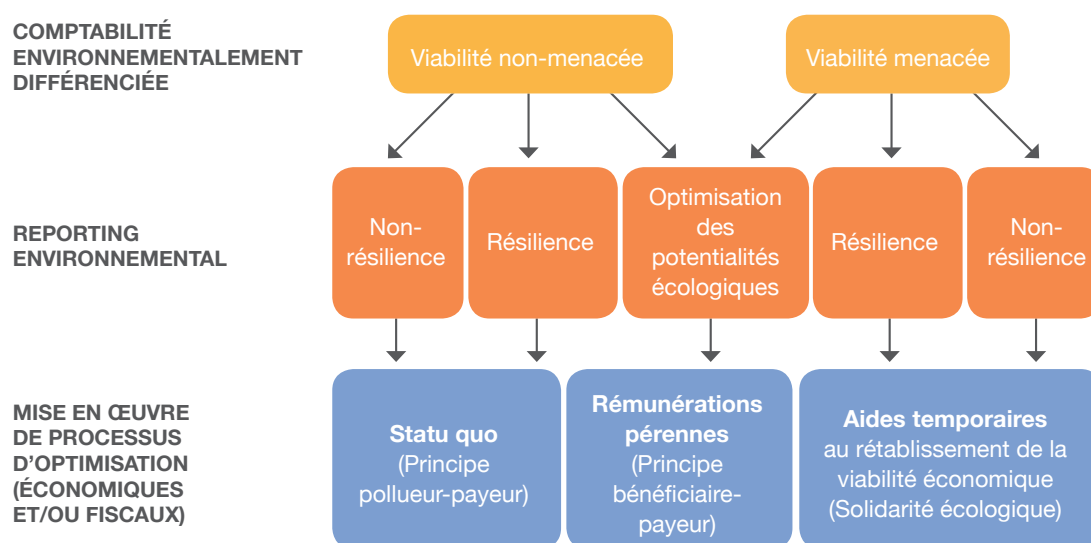 COMPTABILITÉ
ENVIRONNEMENTALEMENT
DIFFÉRENCIÉE
Viabilité non-menacée
Viabilité menacée
REPORTING
ENVIRONNEMENTAL
Non-
résilience
Résilience
Optimisation
des
potentialités
écologiques
Résilience
Non-
résilience
MISE EN ŒUVRE
DE PROCESSUS
D’OPTIMISATION
(ÉCONOMIQUES
ET/OU FISCAUX)
Statu quo
(Principe
pollueur-payeur)
Rémunérations
pérennes
(Principe
bénéficiaire-
payeur)
Aides temporaires
au rétablissement de la
viabilité économique
(Solidarité écologique)